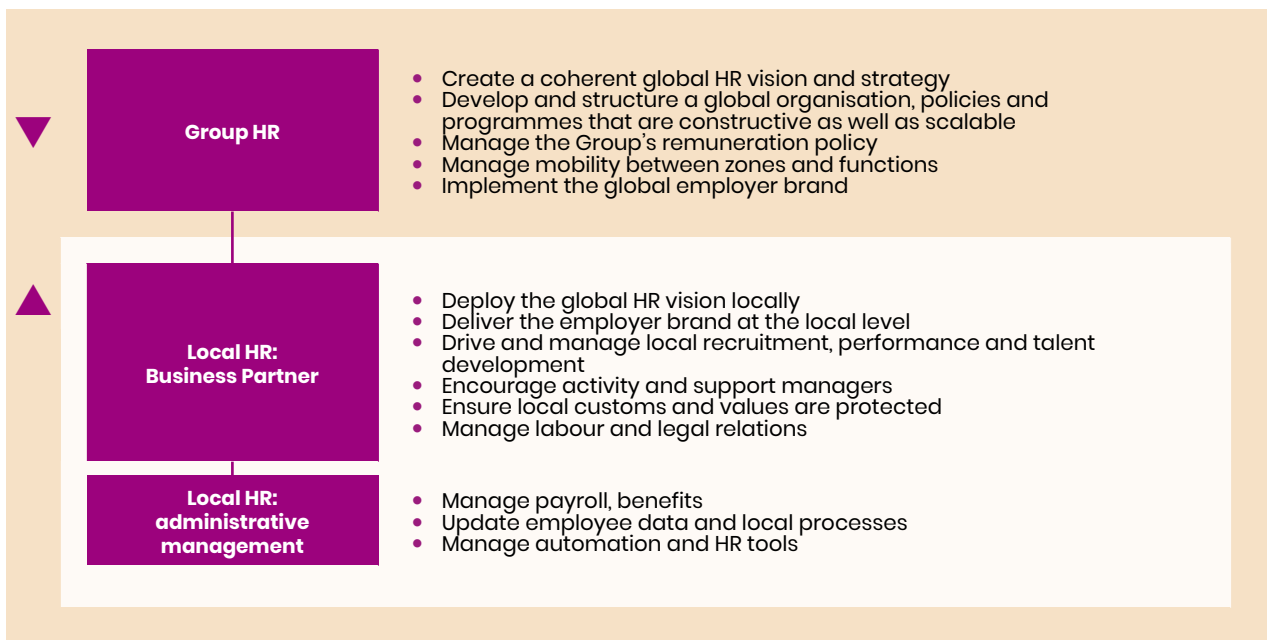 Group HR
• Create a coherent global HR vision and strategy
• Develop and structure a global organisation, policies and
programmes that are constructive as well as scalable
• Manage the Group's remuneration policy
• Manage mobility between zones and functions
• Implement the global employer brand
Local HR:
Business Partner
• Deploy the global HR vision locally
• Deliver the employer brand at the local level
• Drive and manage local recruitment, performance and talent
development
• Encourage activity and support managers
• Ensure local customs and values are protected
• Manage labour and legal relations
Local HR:
administrative
management
• Manage payroll, benefits
• Update employee data and local processes
• Manage automation and HR tools